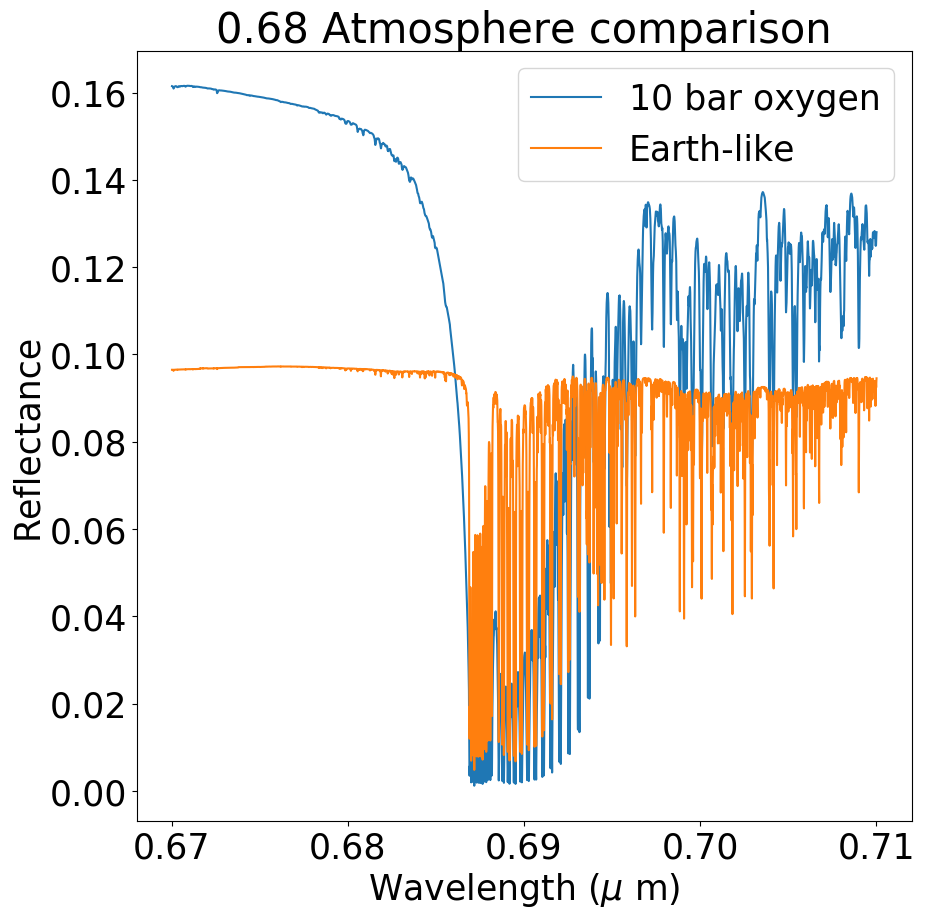 0.68 Atmosphere comparison
10 bar oxygen
Earth-like
0.16
0.14
0.12
0.10
0.08
0.06
0.04
0.02
0.00
Reflectance
0.67 0.68 0.69 0.70 0.71
Wavelength (μ m)